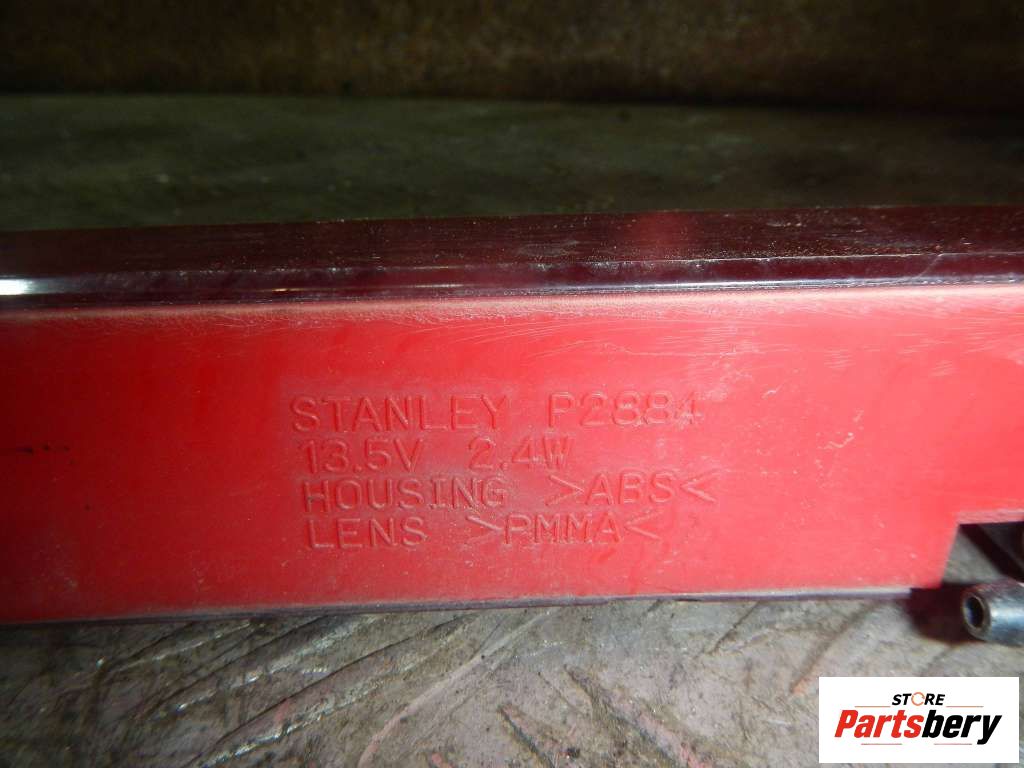 STANLEY P2884
13.5V 2.4W
HOUSING >ABS<
LENS >PMMA<
STORE
Partsbery